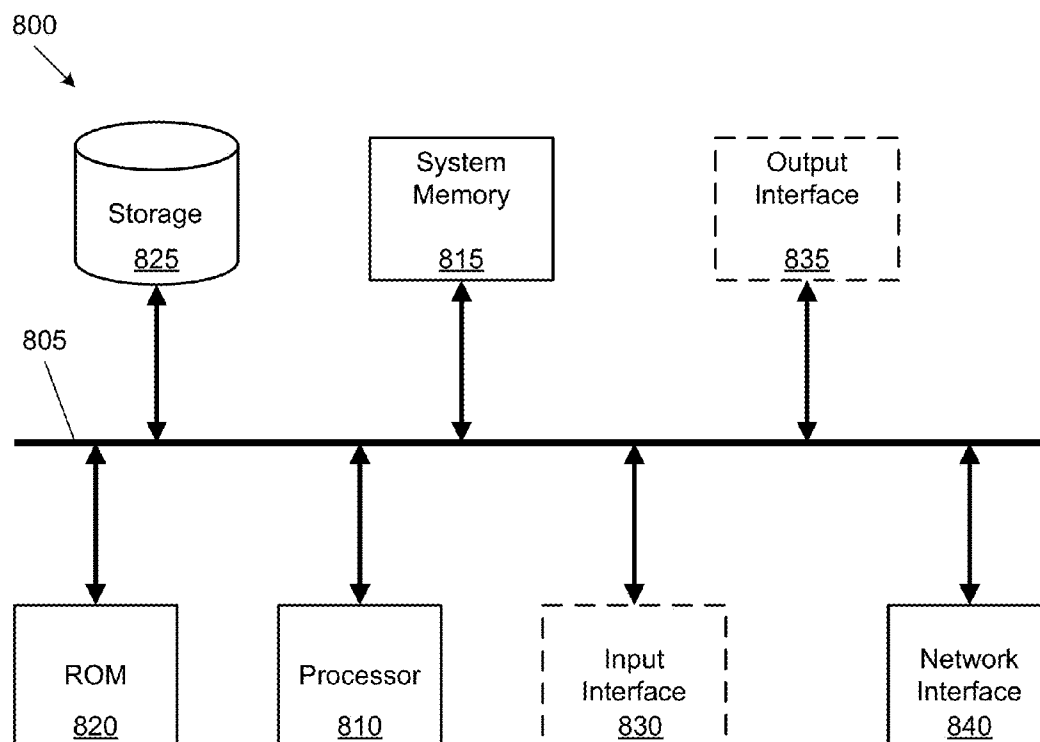 800
Storage
825
System
Memory
815
Output
Interface
835
805
ROM
820
Processor
810
Input
Interface
830
Network
Interface
840